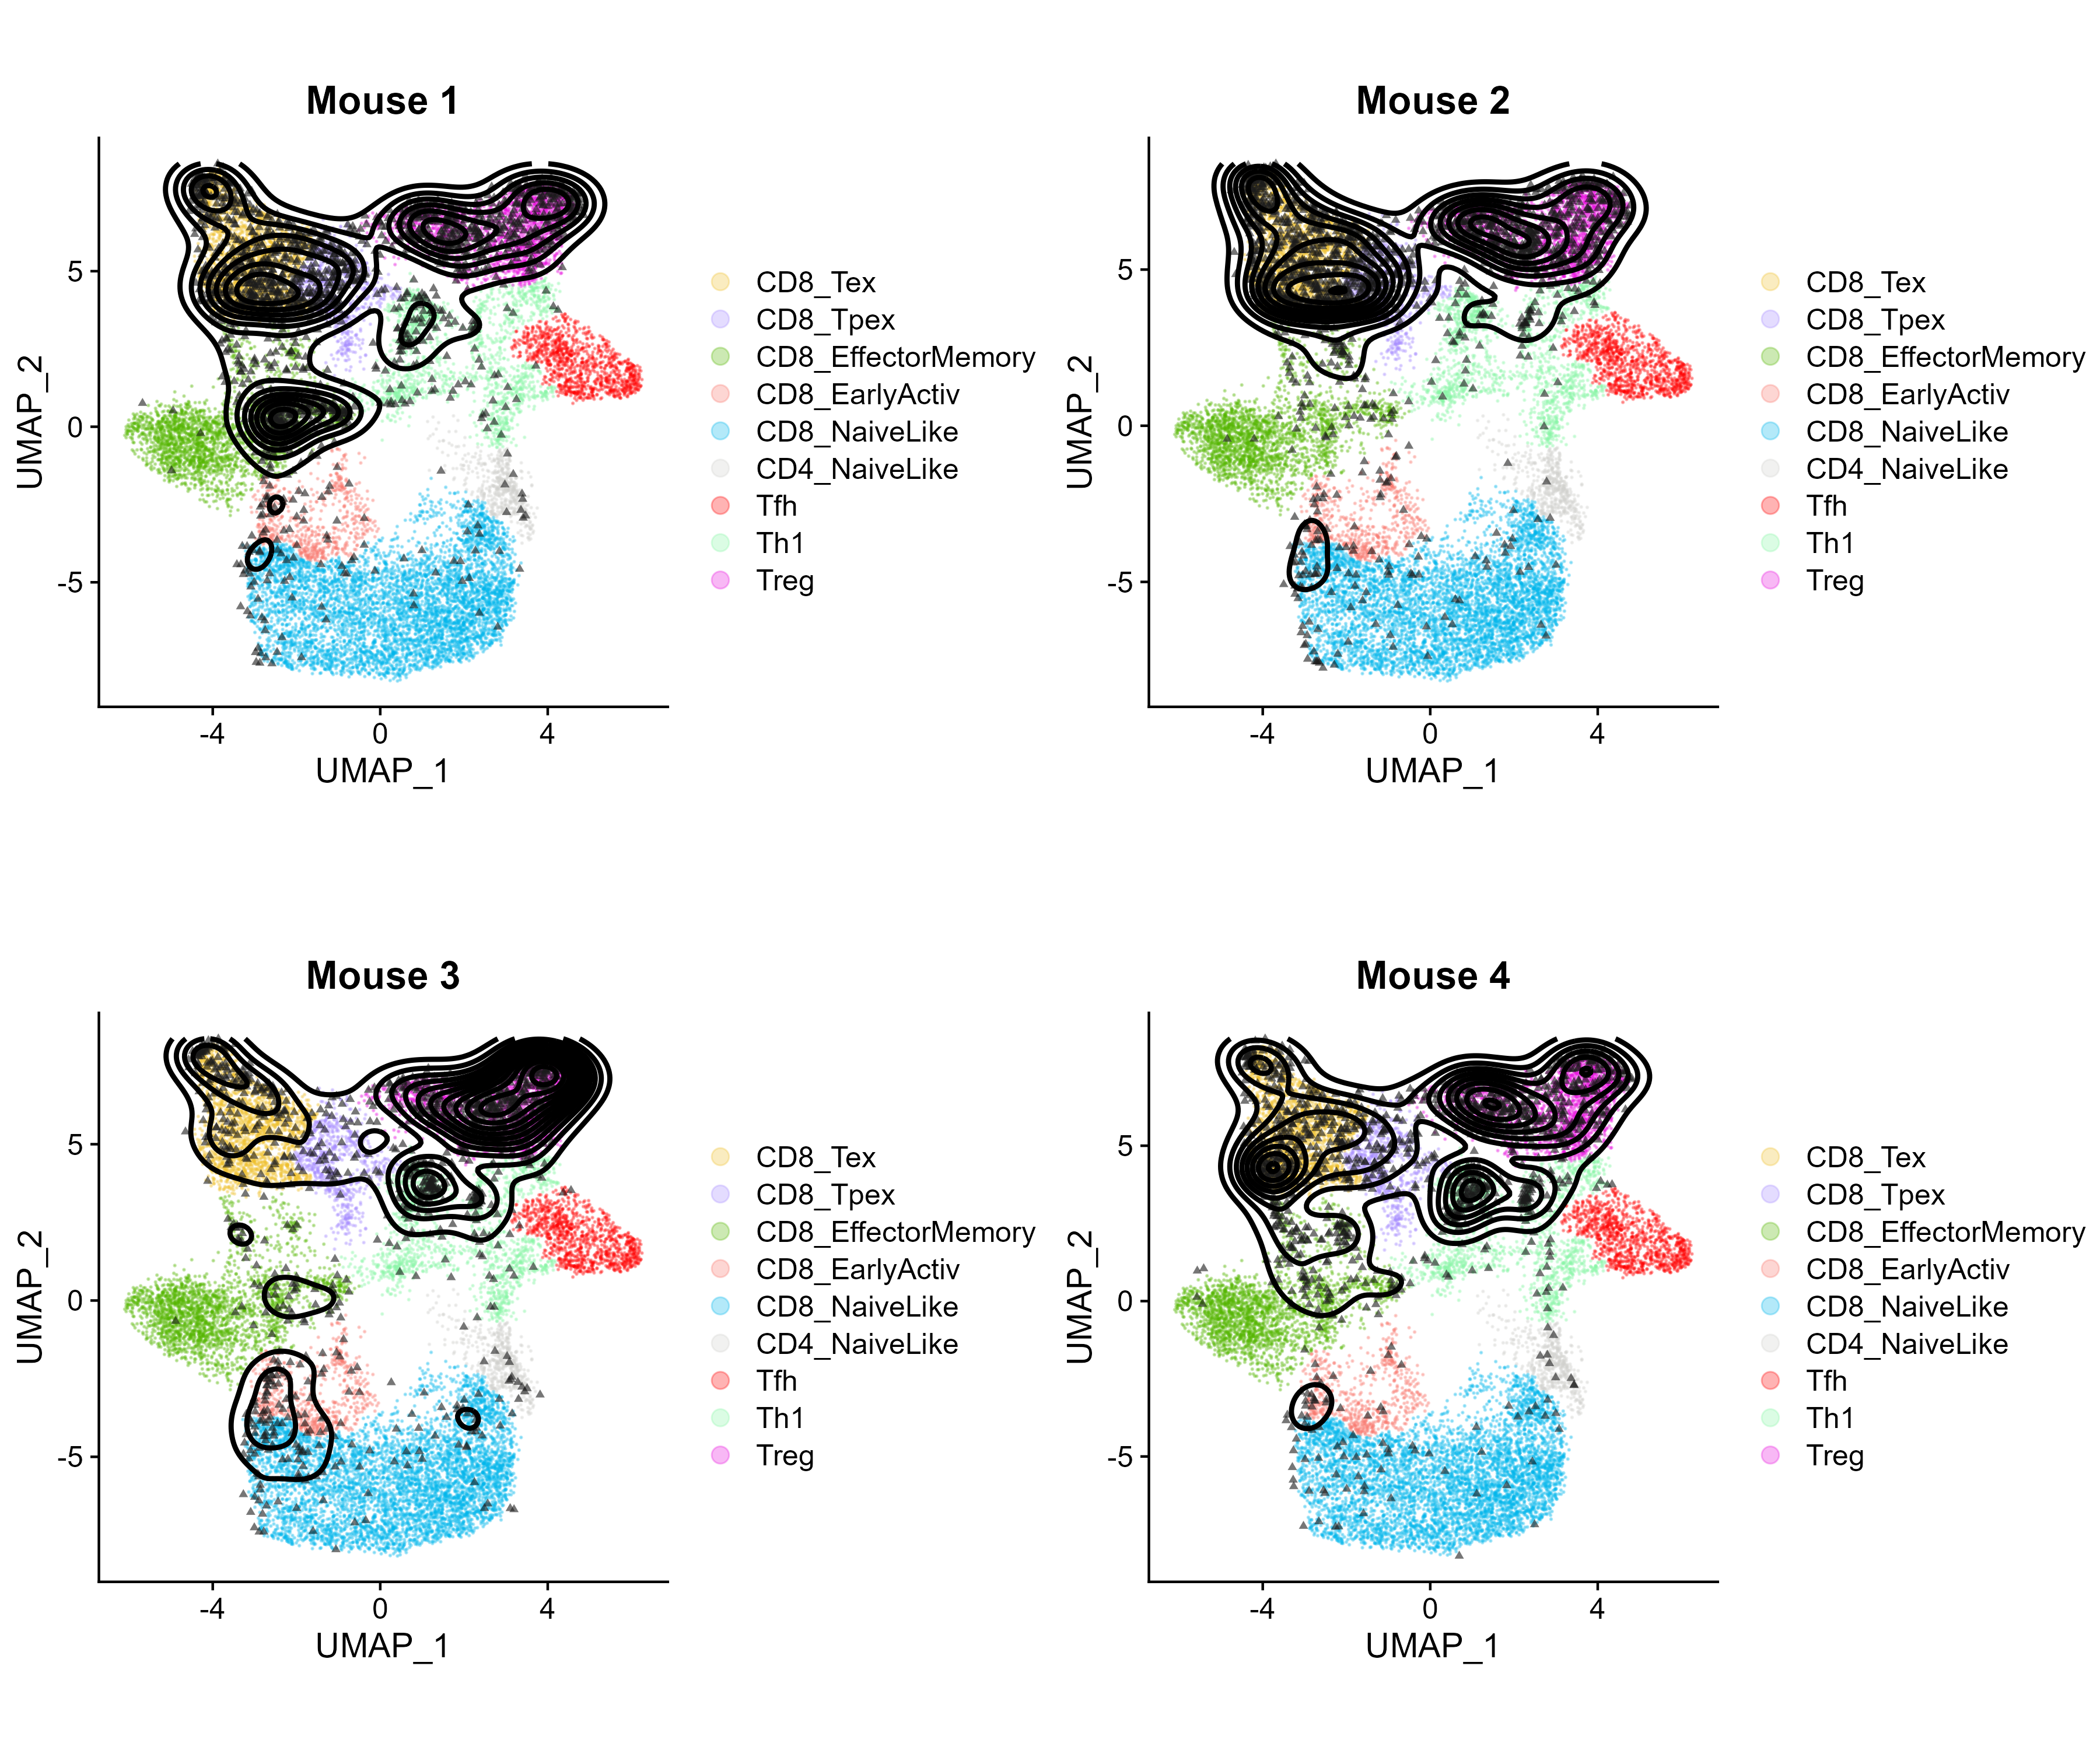 Mouse 1
UMAP_2
5
0
-5
-4
0
4
UMAP_1
CD8_Tex
CD8_Tpex
CD8_EffectorMemory
CD8_EarlyActiv
CD8_NaiveLike
CD4_NaiveLike
Tfh
Th1
Treg
Mouse 2
UMAP_2
5
0
-5
-4
0
4
UMAP_1
CD8_Tex
CD8_Tpex
CD8_EffectorMemory
CD8_EarlyActiv
CD8_NaiveLike
CD4_NaiveLike
Tfh
Th1
Treg
Mouse 3
UMAP_2
5
0
-5
-4
0
4
UMAP_1
CD8_Tex
CD8_Tpex
CD8_EffectorMemory
CD8_EarlyActiv
CD8_NaiveLike
CD4_NaiveLike
Tfh
Th1
Treg
Mouse 4
UMAP_2
5
0
-5
-4
0
4
UMAP_1
CD8_Tex
CD8_Tpex
CD8_EffectorMemory
CD8_EarlyActiv
CD8_NaiveLike
CD4_NaiveLike
Tfh
Th1
Treg